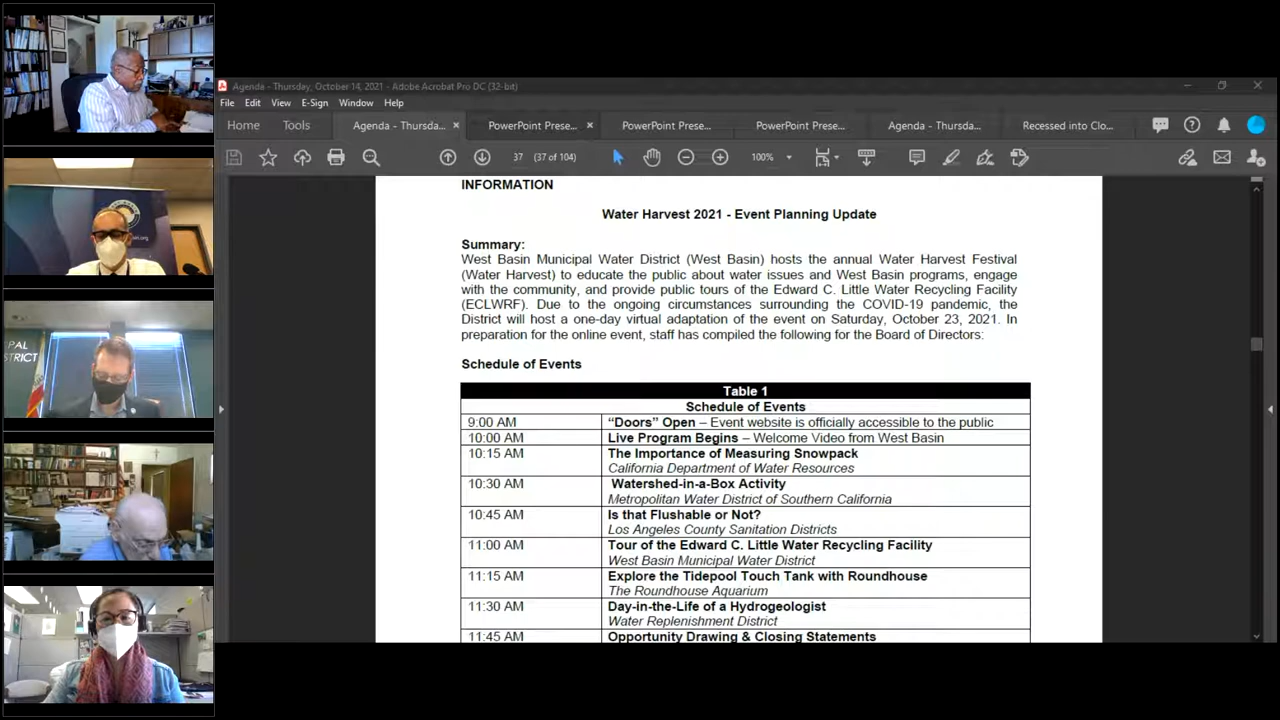 Agenda - Thursday, October 14, 2021 - Adobe Acrobat Pro DC (32-bit)
File Edit View E-Sign Window Help
Home Tools Agenda - Thursda... PowerPoint Prese... PowerPoint Prese... PowerPoint Prese... Agenda - Thursda... Recessed into Clo...
37 (37 of 104) 100%
INFORMATION
Water Harvest 2021 - Event Planning Update
Summary:
West Basin Municipal Water District (West Basin) hosts the annual Water Harvest Festival
(Water Harvest) to educate the public about water issues and West Basin programs, engage
with the community, and provide public tours of the Edward C. Little Water Recycling Facility
(ECLWRF). Due to the ongoing circumstances surrounding the COVID-19 pandemic, the
District will host a one-day virtual adaptation of the event on Saturday, October 23, 2021. In
preparation for the online event, staff has compiled the following for the Board of Directors:
Schedule of Events
Table 1
Schedule of Events
9:00 AM “Doors” Open – Event website is officially accessible to the public
10:00 AM Live Program Begins – Welcome Video from West Basin
10:15 AM The Importance of Measuring Snowpack
California Department of Water Resources
10:30 AM Watershed-in-a-Box Activity
Metropolitan Water District of Southern California
10:45 AM Is that Flushable or Not?
Los Angeles County Sanitation Districts
11:00 AM Tour of the Edward C. Little Water Recycling Facility
West Basin Municipal Water District
11:15 AM Explore the Tidepool Touch Tank with Roundhouse
The Roundhouse Aquarium
11:30 AM Day-in-the-Life of a Hydrogeologist
Water Replenishment District
11:45 AM Opportunity Drawing & Closing Statements
IPAL
STRICT